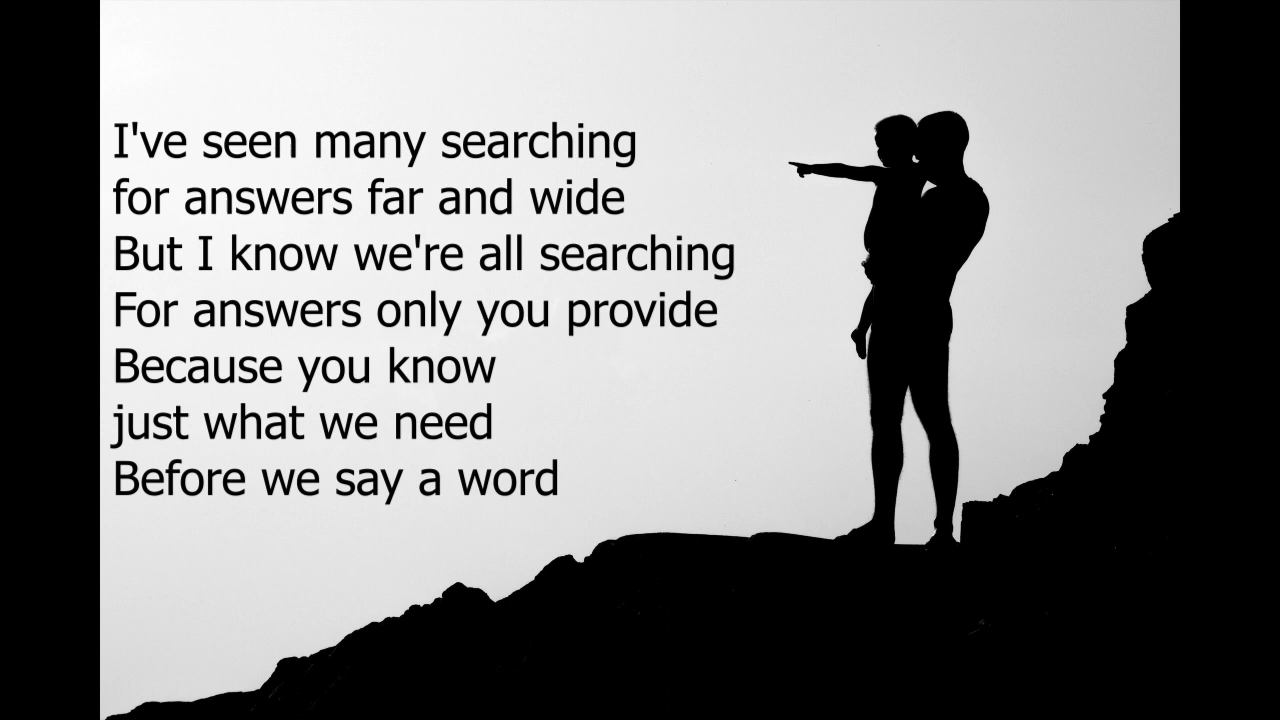 I've seen many searching
for answers far and wide
But I know we're all searching
For answers only you provide
Because you know
just what we need
Before we say a word